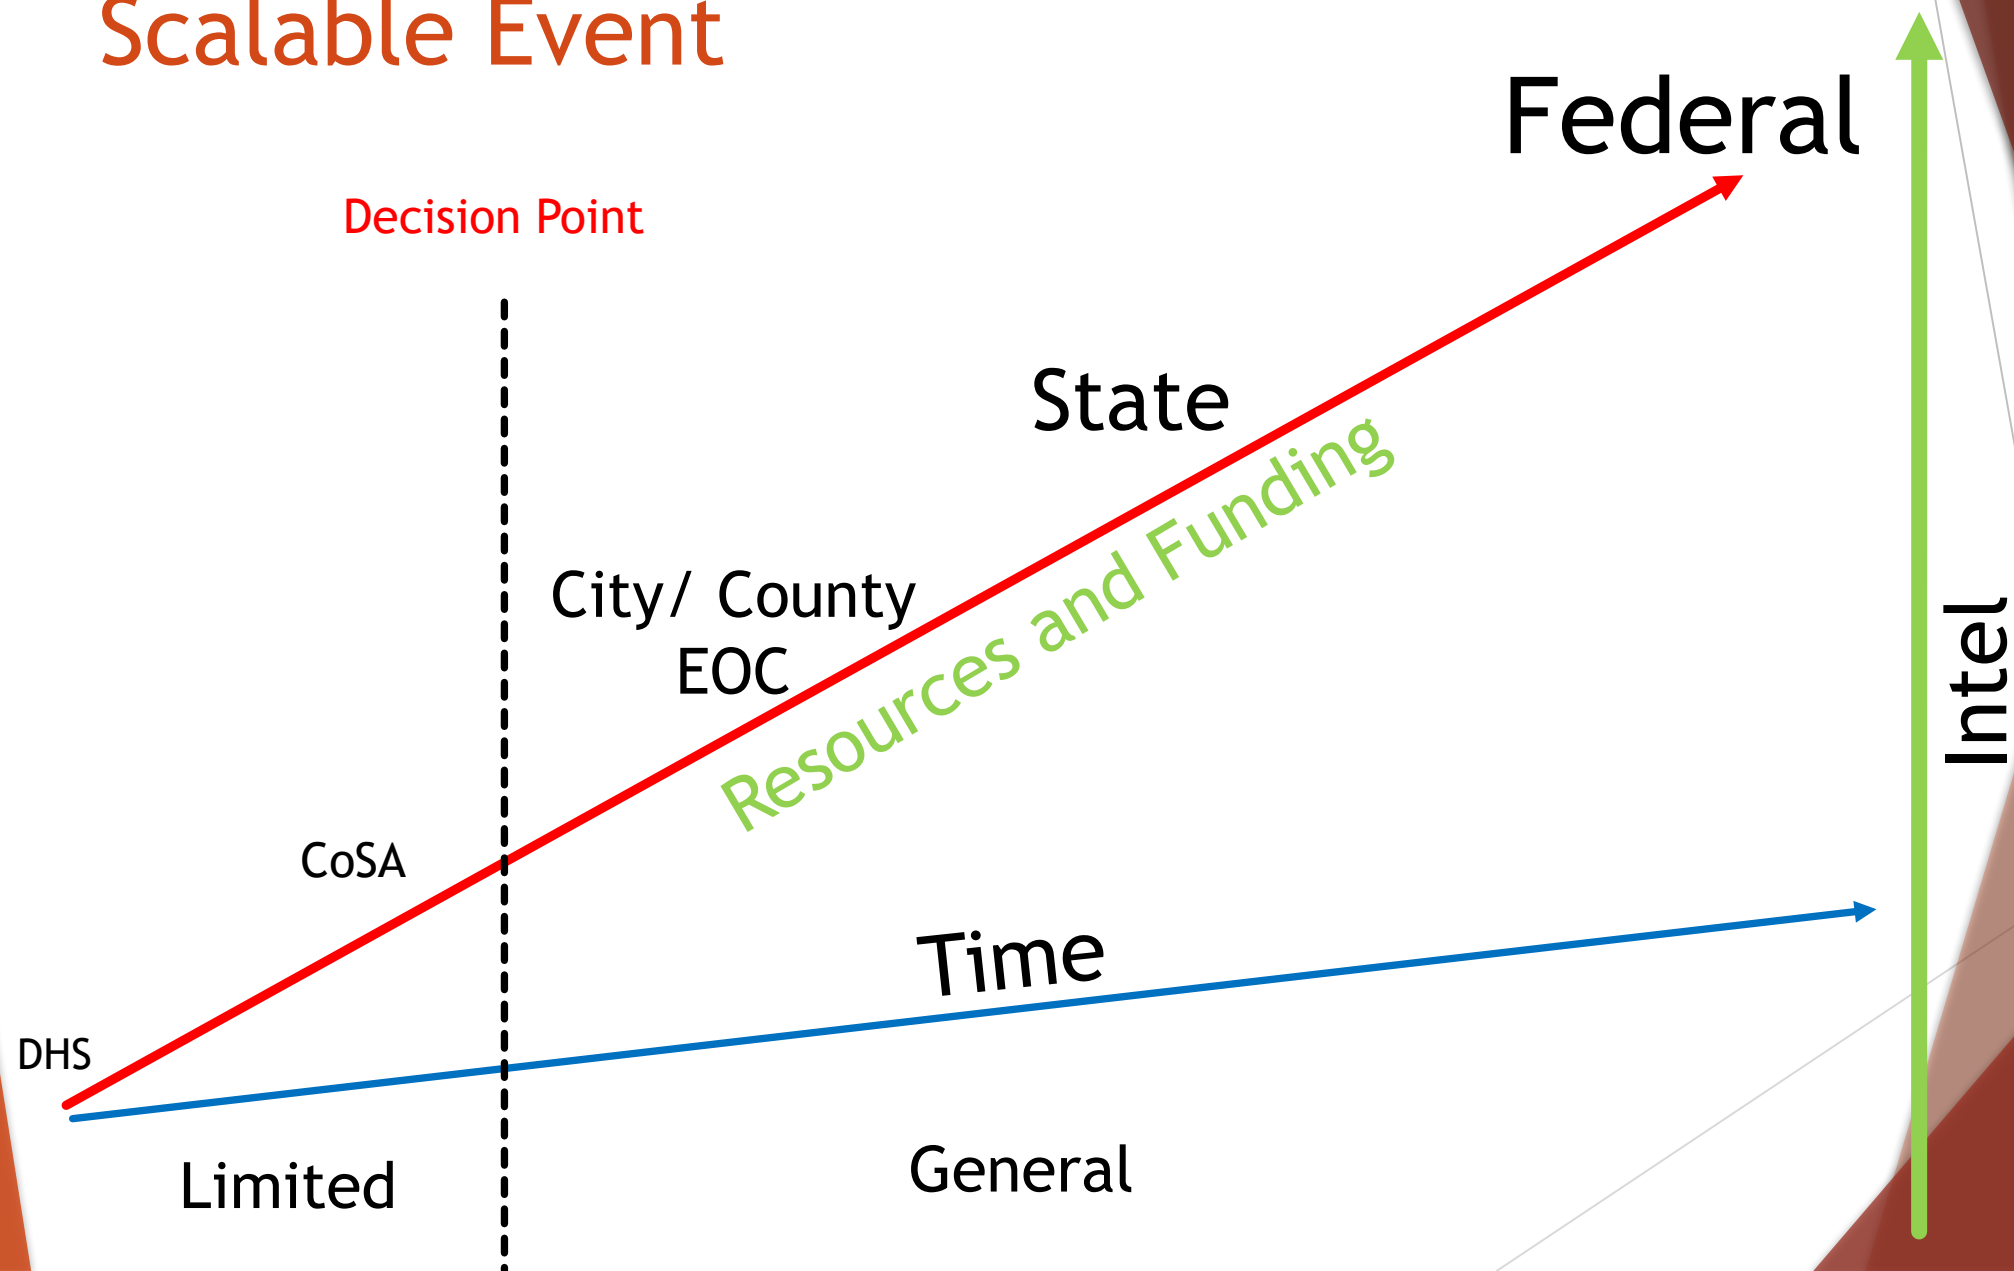 Scalable Event
Federal
Decision Point
State
Resources and Funding
City/ County
EOC
Intel
CoSA
Time
DHS
General
Limited